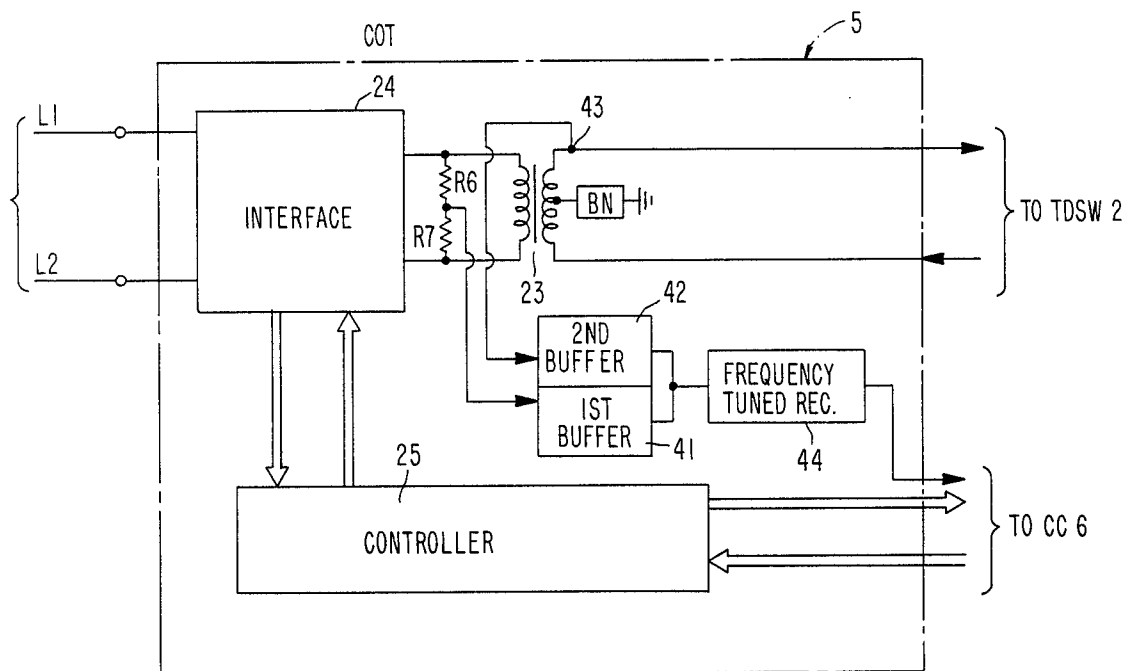 COT
5
24
43
L1
R6
INTERFACE
BN
R7
TO TDSW 2
L2
23
42
2ND
BUFFER
FREQUENCY
TUNED REC.
1ST
BUFFER
41
44
25
CONTROLLER
TO CC 6